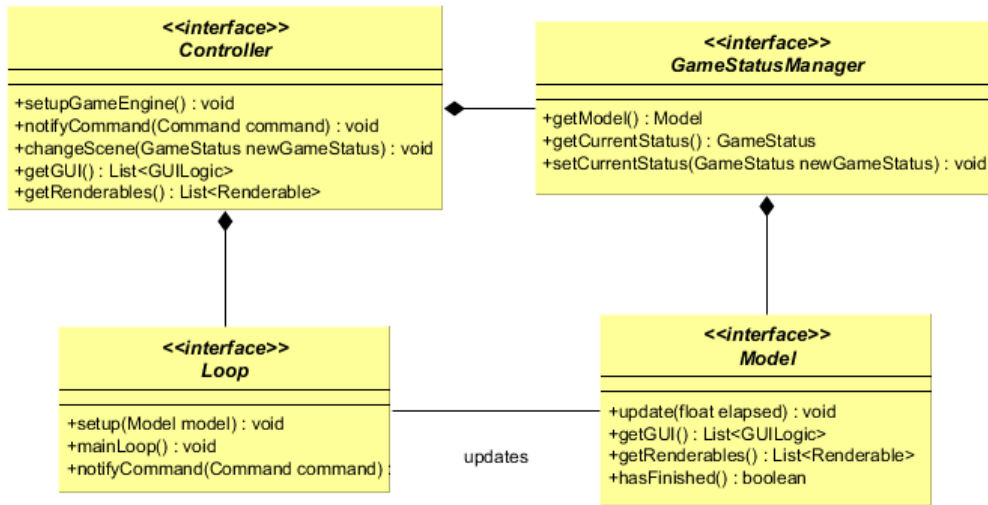 <<interface>>
Controller
+setupGameEngine() : void
+notifyCommand(Command command) : void
+changeScene(GameStatus newGameStatus) : void
+getGUI() : List<GUILogic>
+getRenderables() : List<Renderable>
<<interface>>
GameStatusManager
+getModel() : Model
+getCurrentStatus() : GameStatus
+setCurrentStatus(GameStatus newGameStatus) : void
<<interface>>
Loop
+setup(Model model) : void
+mainLoop() : void
+notifyCommand(Command command) :
updates
<<interface>>
Model
+update(float elapsed) : void
+getGUI() : List<GUILogic>
+getRenderables() : List<Renderable>
+hasFinished() : boolean